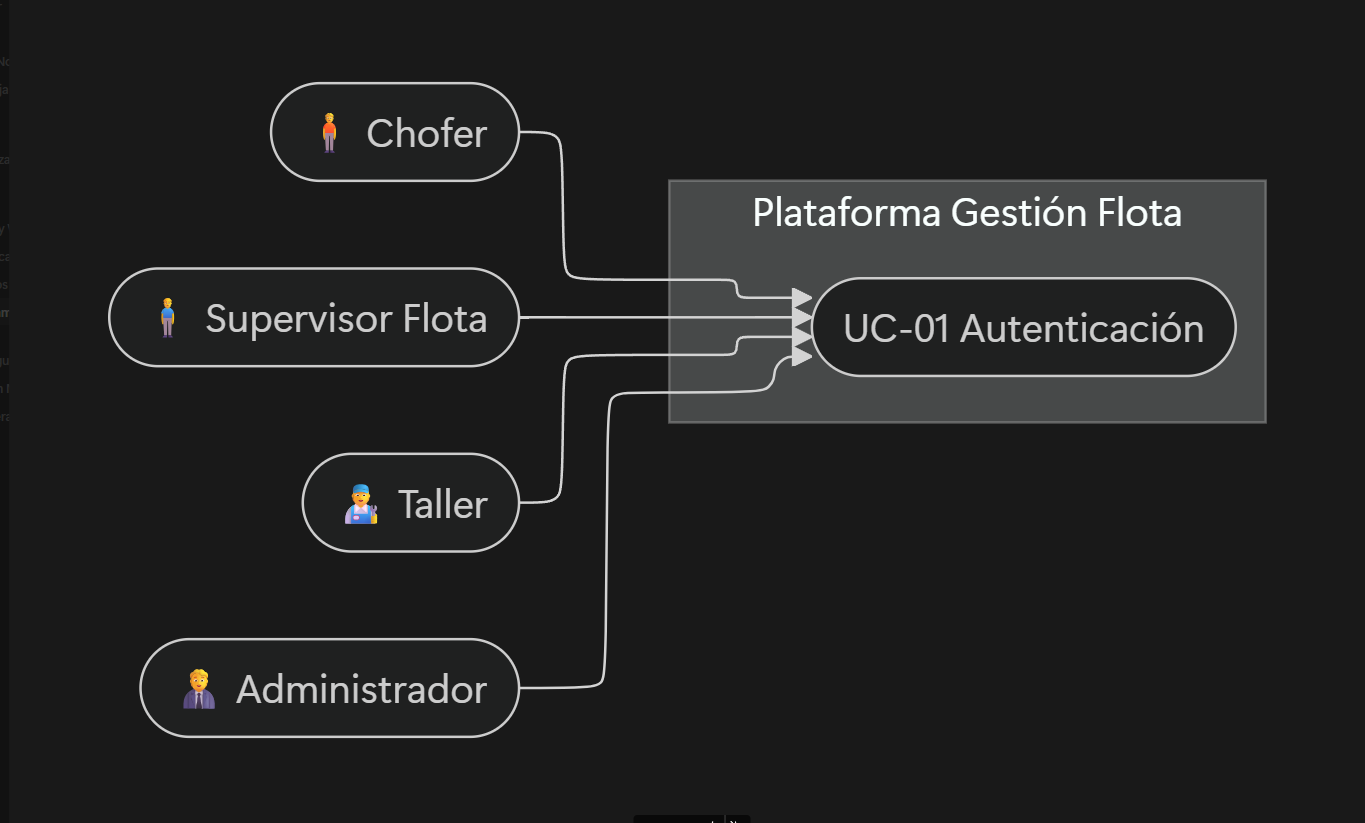 Chofer
Plataforma Gestión Flota
Supervisor Flota
UC-01 Autenticación
Taller
Administrador